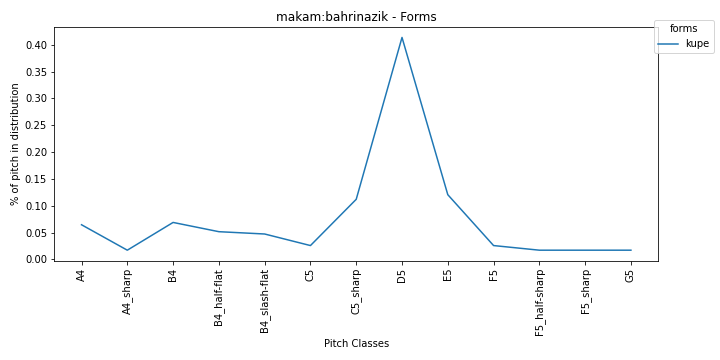 makam:bahrinazik - Forms
forms
kupe
% of pitch in distribution
0.40
0.35
0.30
0.25
0.20
0.15
0.10
0.05
0.00
A4
A4_sharp
B4
B4_half-flat
B4_slash-flat
C5
C5_sharp
D5
E5
F5
F5_half-sharp
F5_sharp
G5
Pitch Classes